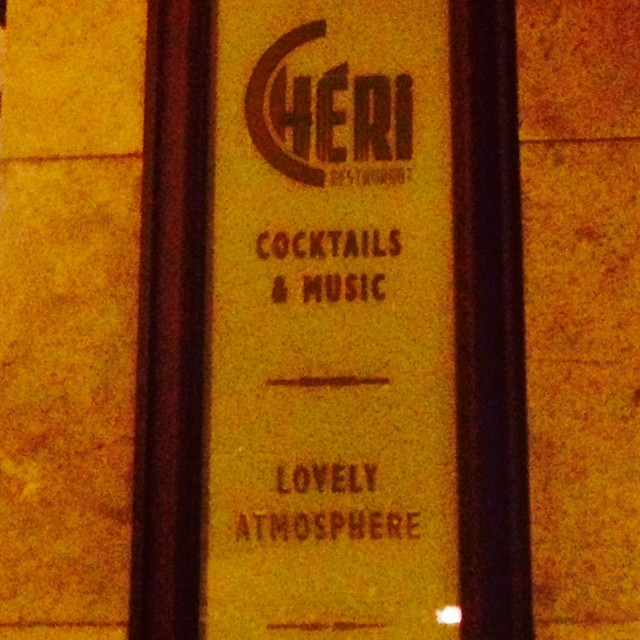 CHÉRi
RESTAURANT
COCKTAILS
& MUSIC
LOVELY
ATMOSPHERE